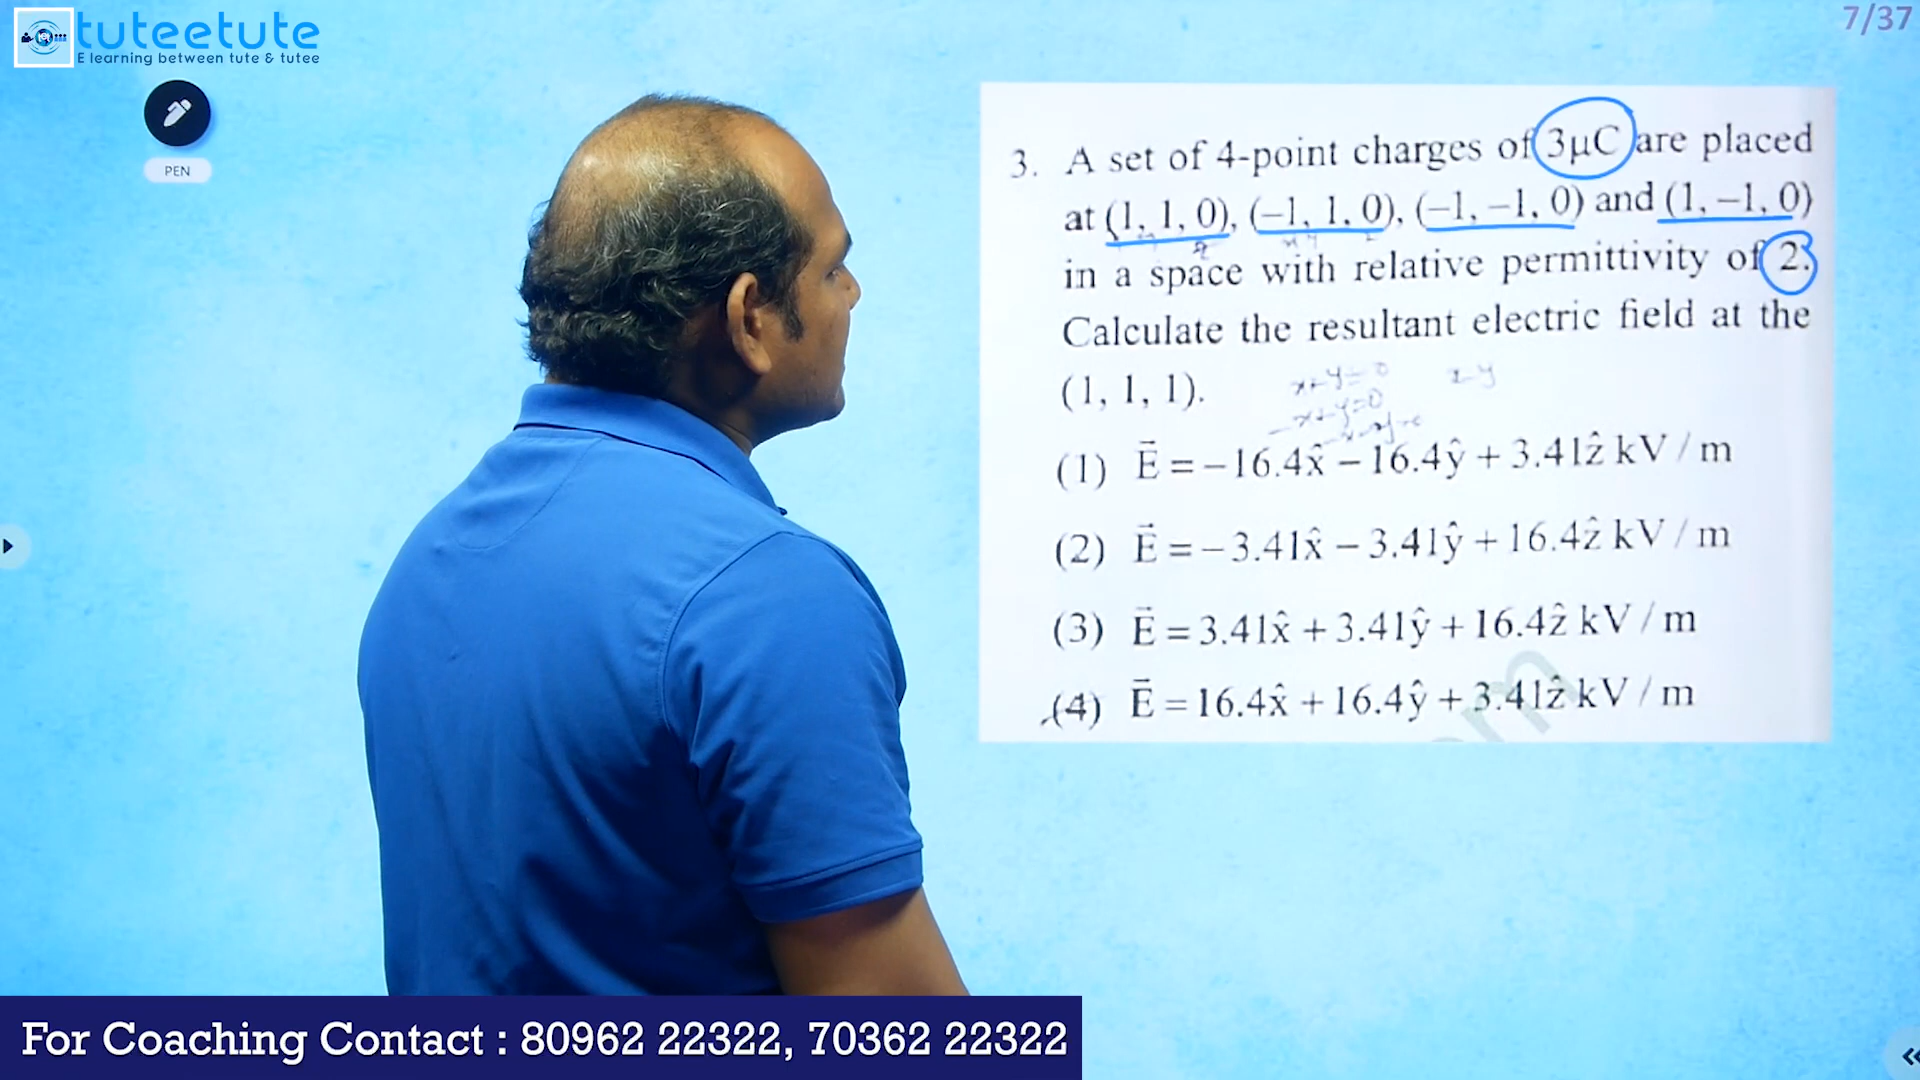 tuteetute
E learning between tute & tutee
7/37
PEN
3. A set of 4-point charges of 3μC are placed
at (1, 1, 0), (–1, 1, 0), (–1, –1, 0) and (1, –1, 0)
in a space with relative permittivity of 2.
Calculate the resultant electric field at the
(1, 1, 1).
x+y=0
(1) E⃗ = –16.4x̂ – 16.4ŷ + 3.41ẑ kV / m
(2) E⃗ = – 3.41x̂ – 3.41ŷ + 16.4ẑ kV / m
(3) E⃗ = 3.41x̂ + 3.41ŷ + 16.4ẑ kV / m
(4) E⃗ = 16.4x̂ + 16.4ŷ + 3.41ẑ kV / m
For Coaching Contact : 80962 22322, 70362 22322